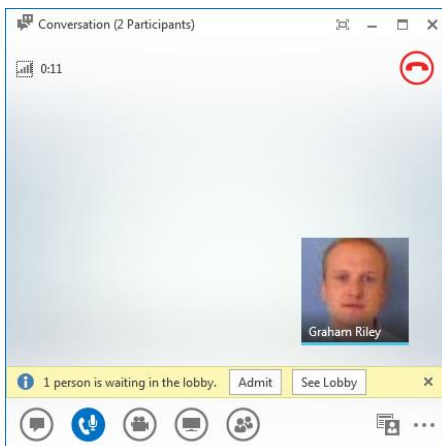 Conversation (2 Participants)
0:11
Graham Riley
1 person is waiting in the lobby. Admit See Lobby